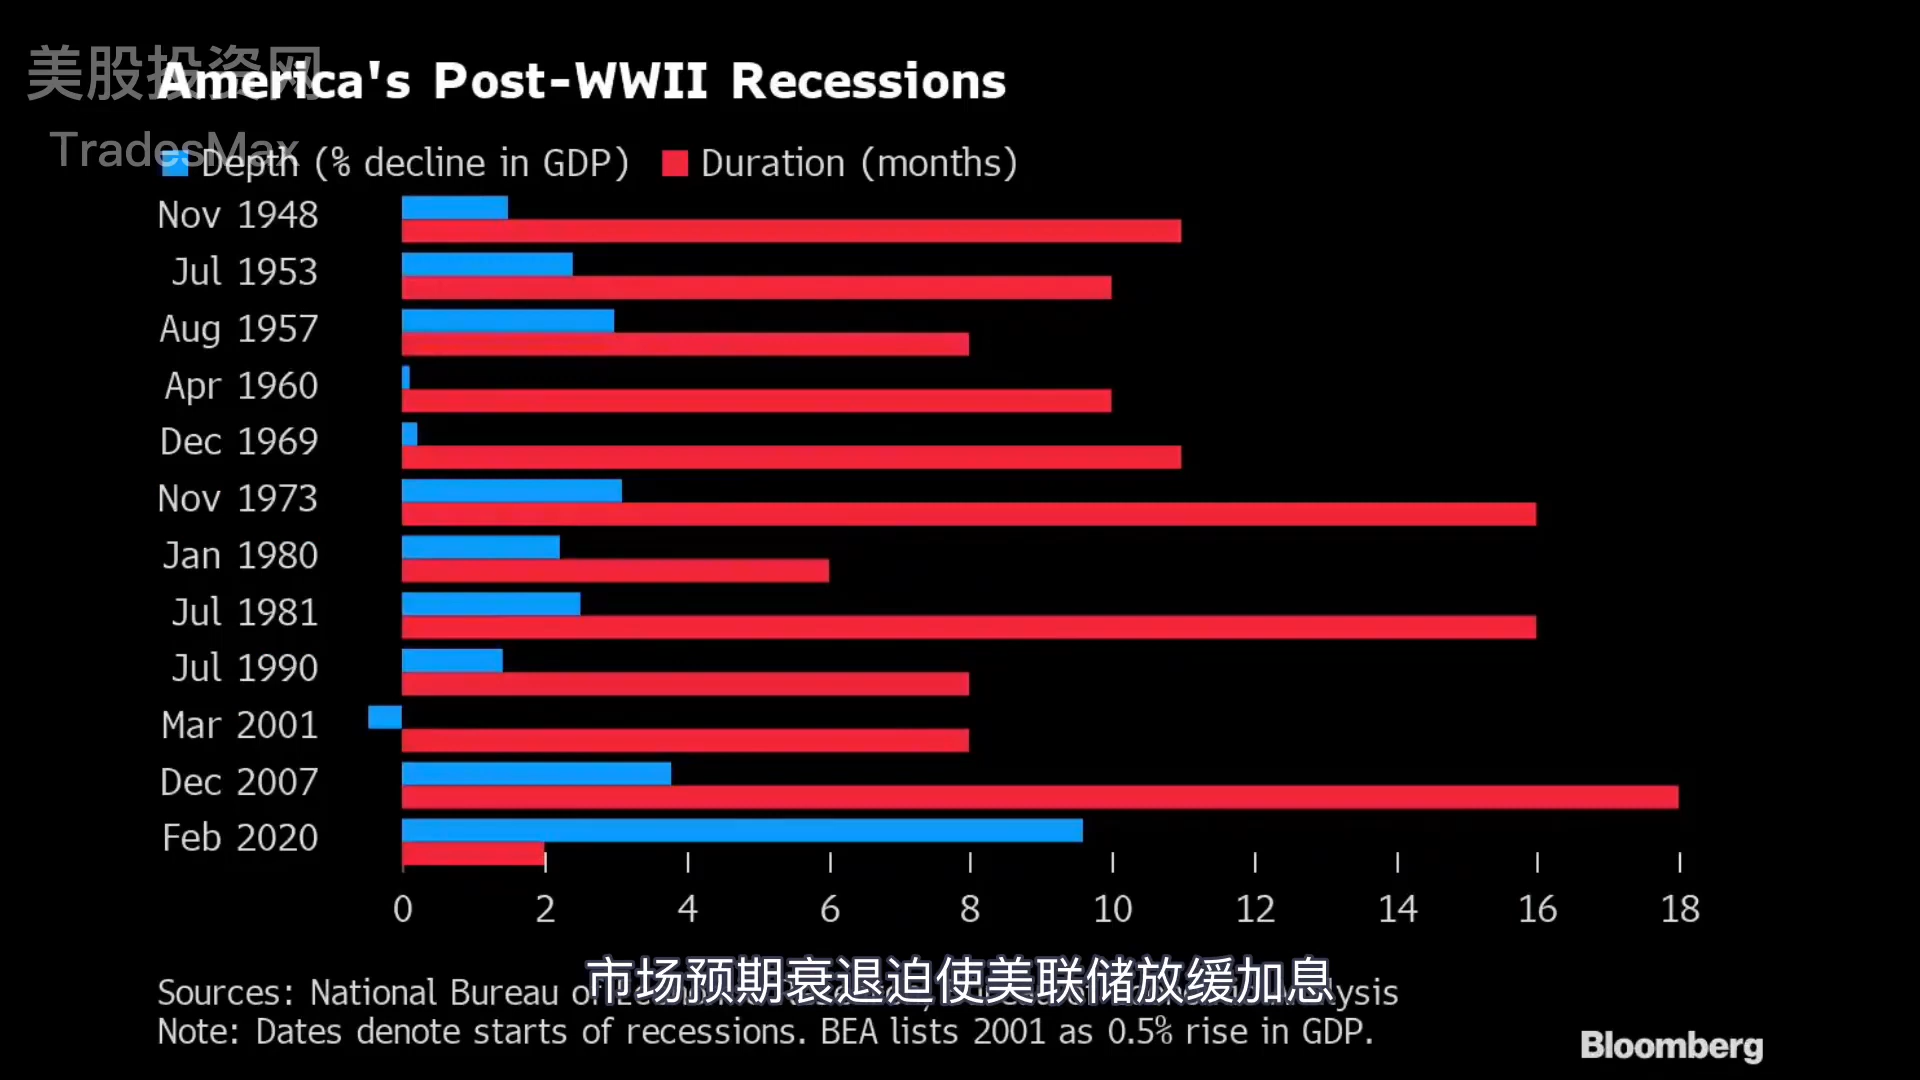 美股投资网
America's Post-WWII Recessions
TradesMax
Depth (% decline in GDP) Duration (months)
Nov 1948
Jul 1953
Aug 1957
Apr 1960
Dec 1969
Nov 1973
Jan 1980
Jul 1981
Jul 1990
Mar 2001
Dec 2007
Feb 2020
0 2 4 6 8 10 12 14 16 18
市场预期衰退迫使美联储放缓加息
Sources: National Bureau of
Note: Dates denote starts of recessions. BEA lists 2001 as 0.5% rise in GDP.
Bloomberg